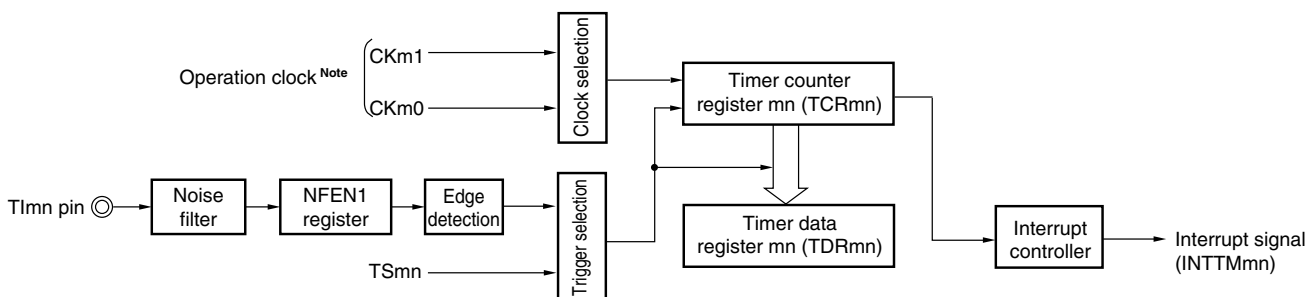 Operation clock Note
CKm1
CKm0
Clock selection
Timer counter
register mn (TCRmn)
TImn pin
Noise
filter
NFEN1
register
Edge
detection
TSmn
Trigger selection
Timer data
register mn (TDRmn)
Interrupt
controller
Interrupt signal
(INTTMmn)